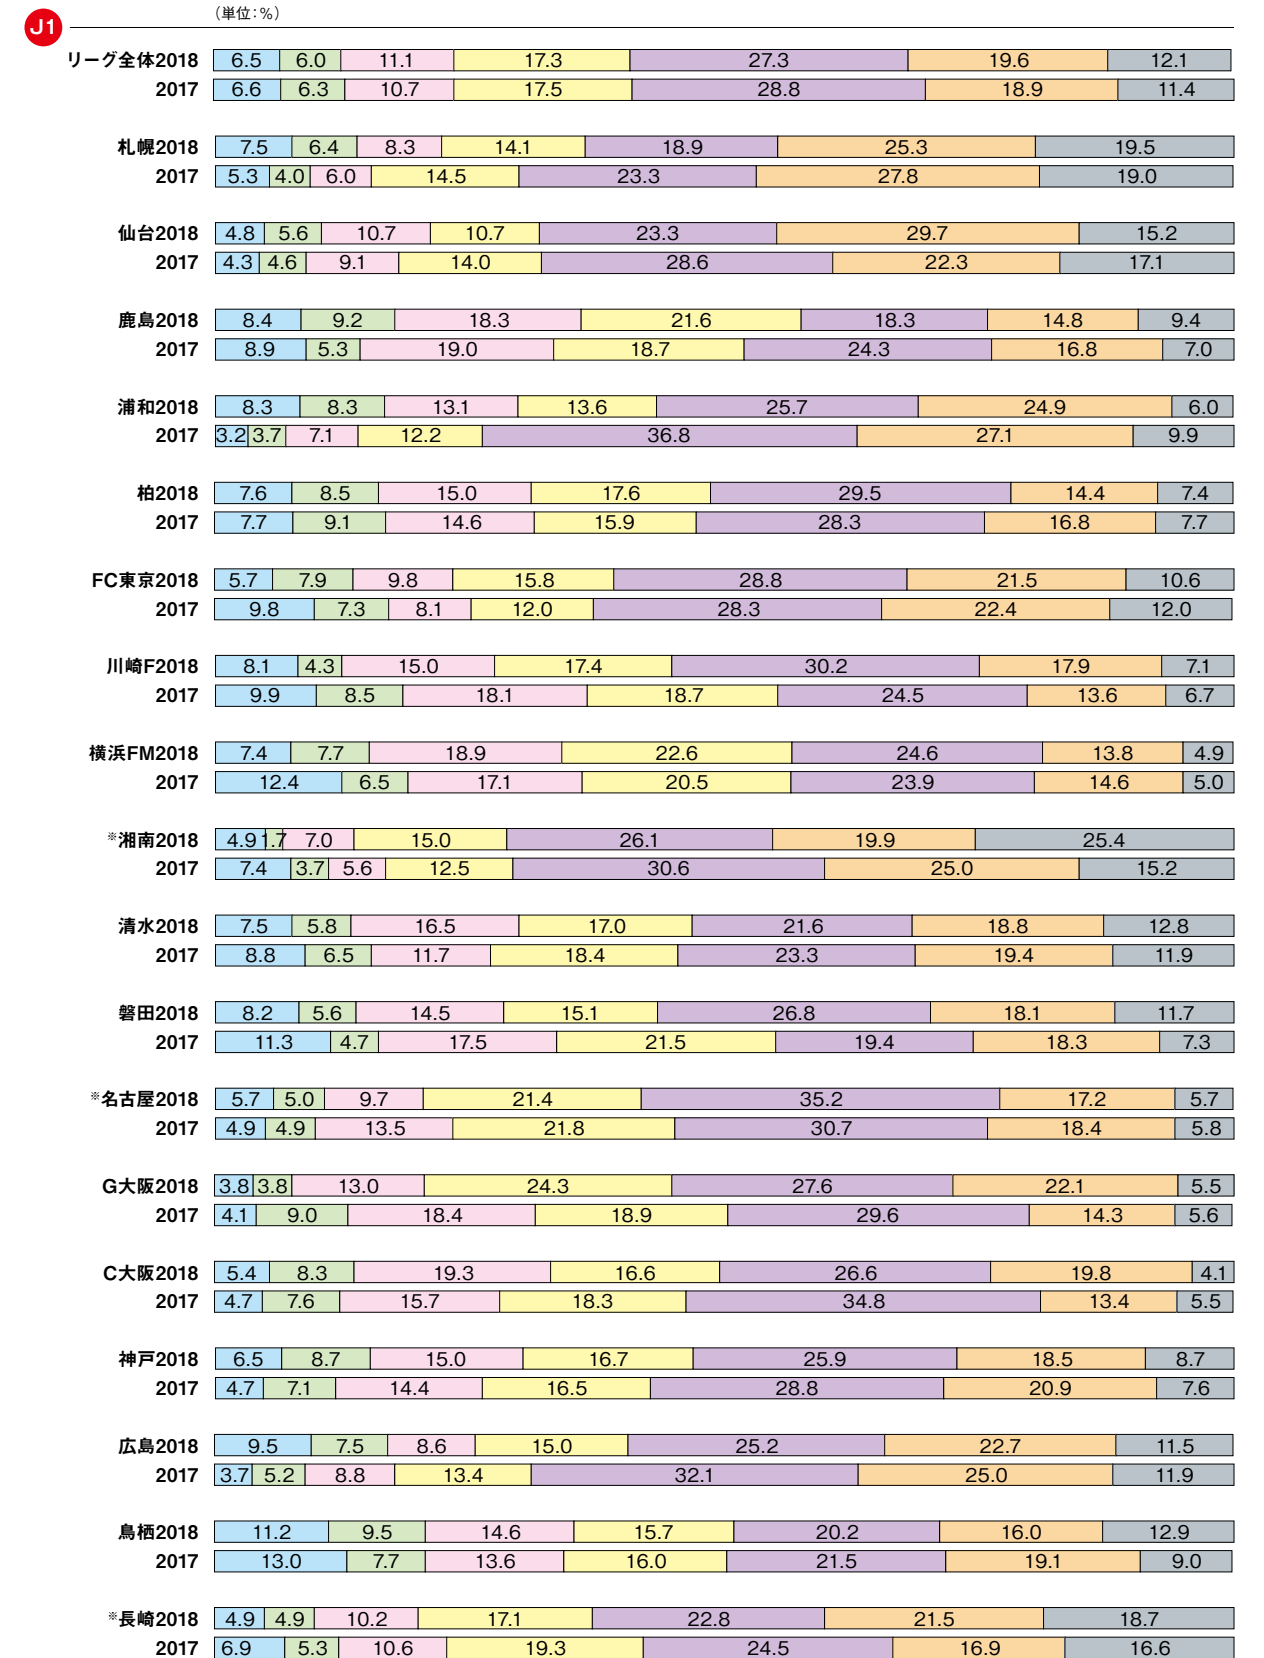 (単位:%)
J1
リーグ全体2018 6.5 6.0 11.1 17.3 27.3 19.6 12.1
2017 6.6 6.3 10.7 17.5 28.8 18.9 11.4
札幌2018 7.5 6.4 8.3 14.1 18.9 25.3 19.5
2017 5.3 4.0 6.0 14.5 23.3 27.8 19.0
仙台2018 4.8 5.6 10.7 10.7 23.3 29.7 15.2
2017 4.3 4.6 9.1 14.0 28.6 22.3 17.1
鹿島2018 8.4 9.2 18.3 21.6 18.3 14.8 9.4
2017 8.9 5.3 19.0 18.7 24.3 16.8 7.0
浦和2018 8.3 8.3 13.1 13.6 25.7 24.9 6.0
2017 3.2 3.7 7.1 12.2 36.8 27.1 9.9
柏2018 7.6 8.5 15.0 17.6 29.5 14.4 7.4
2017 7.7 9.1 14.6 15.9 28.3 16.8 7.7
FC東京2018 5.7 7.9 9.8 15.8 28.8 21.5 10.6
2017 9.8 7.3 8.1 12.0 28.3 22.4 12.0
川崎F2018 8.1 4.3 15.0 17.4 30.2 17.9 7.1
2017 9.9 8.5 18.1 18.7 24.5 13.6 6.7
横浜FM2018 7.4 7.7 18.9 22.6 24.6 13.8 4.9
2017 12.4 6.5 17.1 20.5 23.9 14.6 5.0
※湘南2018 4.9 1.7 7.0 15.0 26.1 19.9 25.4
2017 7.4 3.7 5.6 12.5 30.6 25.0 15.2
清水2018 7.5 5.8 16.5 17.0 21.6 18.8 12.8
2017 8.8 6.5 11.7 18.4 23.3 19.4 11.9
磐田2018 8.2 5.6 14.5 15.1 26.8 18.1 11.7
2017 11.3 4.7 17.5 21.5 19.4 18.3 7.3
※名古屋2018 5.7 5.0 9.7 21.4 35.2 17.2 5.7
2017 4.9 4.9 13.5 21.8 30.7 18.4 5.8
G大阪2018 3.8 3.8 13.0 24.3 27.6 22.1 5.5
2017 4.1 9.0 18.4 18.9 29.6 14.3 5.6
C大阪2018 5.4 8.3 19.3 16.6 26.6 19.8 4.1
2017 4.7 7.6 15.7 18.3 34.8 13.4 5.5
神戸2018 6.5 8.7 15.0 16.7 25.9 18.5 8.7
2017 4.7 7.1 14.4 16.5 28.8 20.9 7.6
広島2018 9.5 7.5 8.6 15.0 25.2 22.7 11.5
2017 3.7 5.2 8.8 13.4 32.1 25.0 11.9
鳥栖2018 11.2 9.5 14.6 15.7 20.2 16.0 12.9
2017 13.0 7.7 13.6 16.0 21.5 19.1 9.0
※長崎2018 4.9 4.9 10.2 17.1 22.8 21.5 18.7
2017 6.9 5.3 10.6 19.3 24.5 16.9 16.6